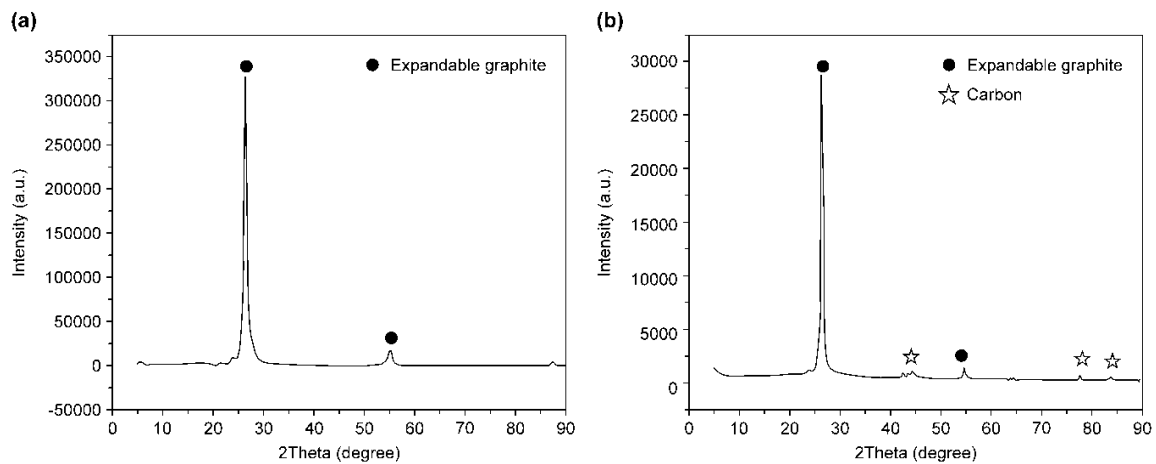 (a)
350000
300000
250000
200000
150000
100000
50000
0
-50000
Intensity (a.u.)
● Expandable graphite
0 10 20 30 40 50 60 70 80 90
2Theta (degree)
(b)
30000
25000
20000
15000
10000
5000
0
Intensity (a.u.)
● Expandable graphite
☆ Carbon
0 10 20 30 40 50 60 70 80 90
2Theta (degree)